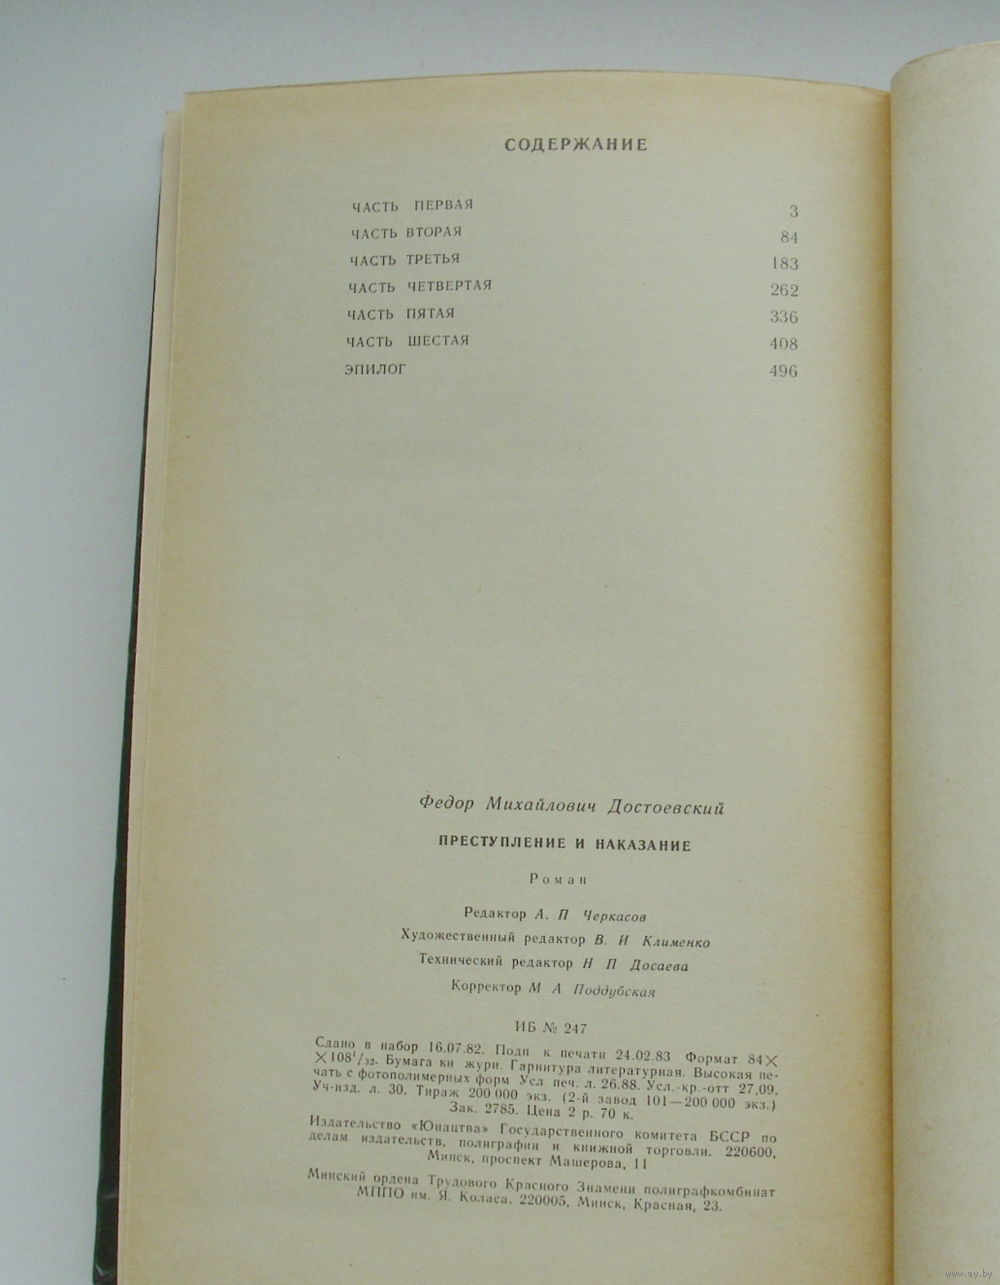 СОДЕРЖАНИЕ
ЧАСТЬ ПЕРВАЯ 3
ЧАСТЬ ВТОРАЯ 84
ЧАСТЬ ТРЕТЬЯ 183
ЧАСТЬ ЧЕТВЕРТАЯ 262
ЧАСТЬ ПЯТАЯ 336
ЧАСТЬ ШЕСТАЯ 408
ЭПИЛОГ 496
Федор Михайлович Достоевский
ПРЕСТУПЛЕНИЕ И НАКАЗАНИЕ
Роман
Редактор А. П Черкасов
Художественный редактор В. И Клименко
Технический редактор Н П Досаева
Корректор М А Поддубская
ИБ № 247
Сдано в набор 16.07.82. Подп к печати 24.02.83 Формат 84×
×108¹/₃₂. Бумага кн журн. Гарнитура литературная. Высокая пе-
чать с фотополимерных форм Усл печ. л. 26.88. Усл.-кр.-отт 27,09.
Уч-изд. л. 30. Тираж 200 000 экз. (2-й завод 101—200 000 экз.)
Зак. 2785. Цена 2 р. 70 к.
Издательство «Юнацтва» Государственного комитета БССР по
делам издательств, полиграфии и книжной торговли. 220600,
Минск, проспект Машерова, 11
Минский ордена Трудового Красного Знамени полиграфкомбинат
МППО им. Я. Коласа. 220005, Минск, Красная, 23.
www.ay.by